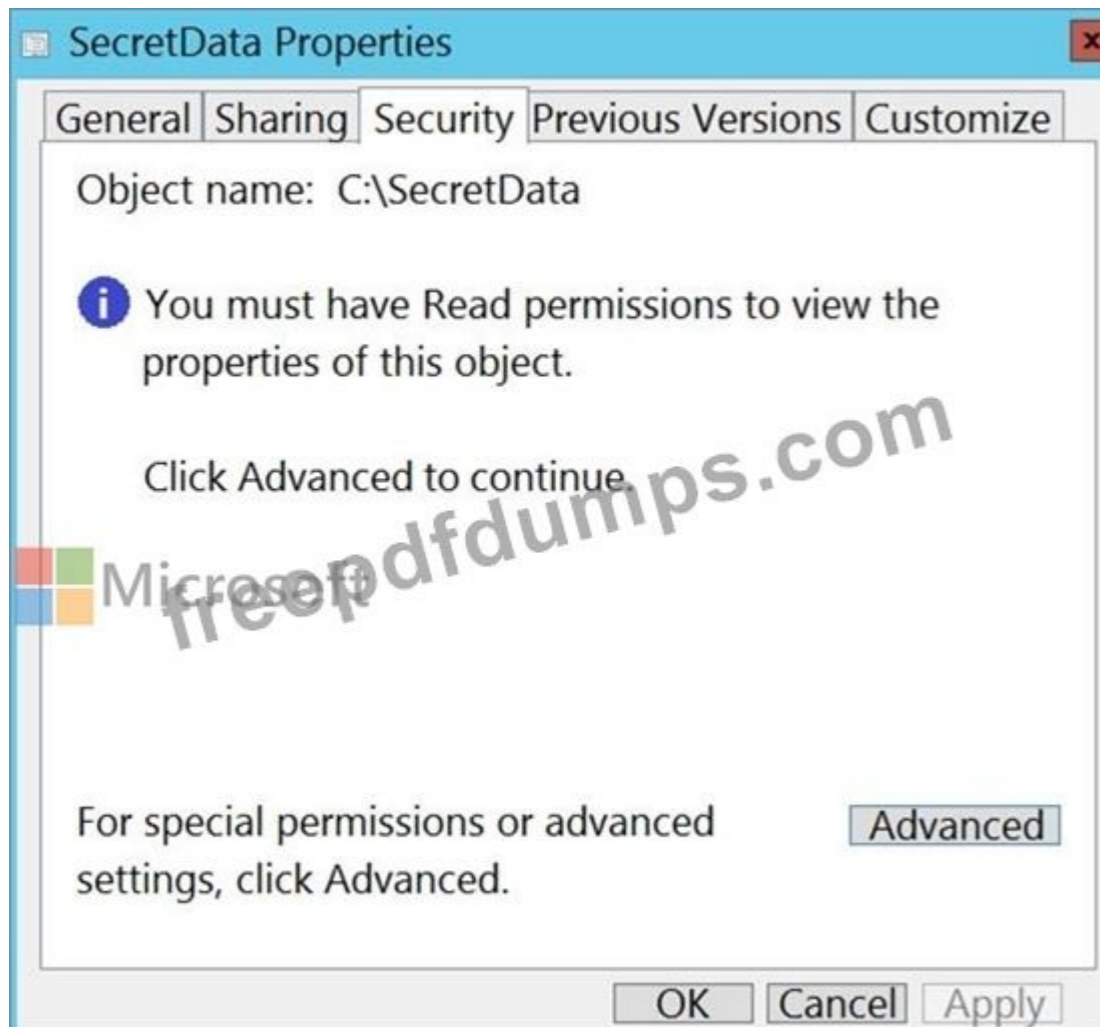 SecretData Properties
x
General Sharing Security Previous Versions Customize
Object name: C:\SecretData
i You must have Read permissions to view the
properties of this object.
Click Advanced to continue.
freepdfdumps.com
Microsoft
For special permissions or advanced
settings, click Advanced.
Advanced
OK Cancel Apply